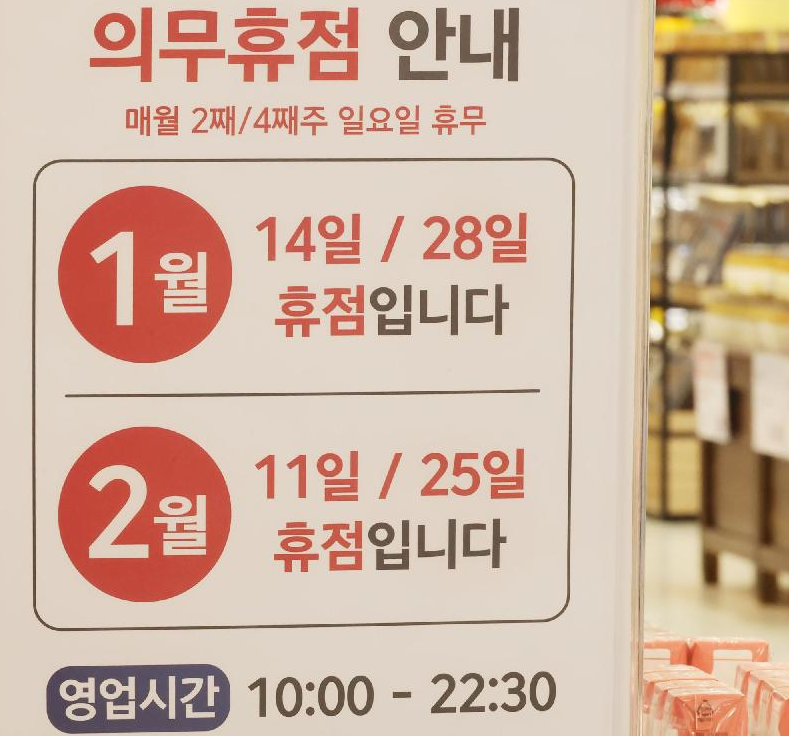 의무휴점 안내
매월 2째/4째주 일요일 휴무
1월
14일 / 28일
휴점입니다
2월
11일 / 25일
휴점입니다
영업시간 10:00 - 22:30